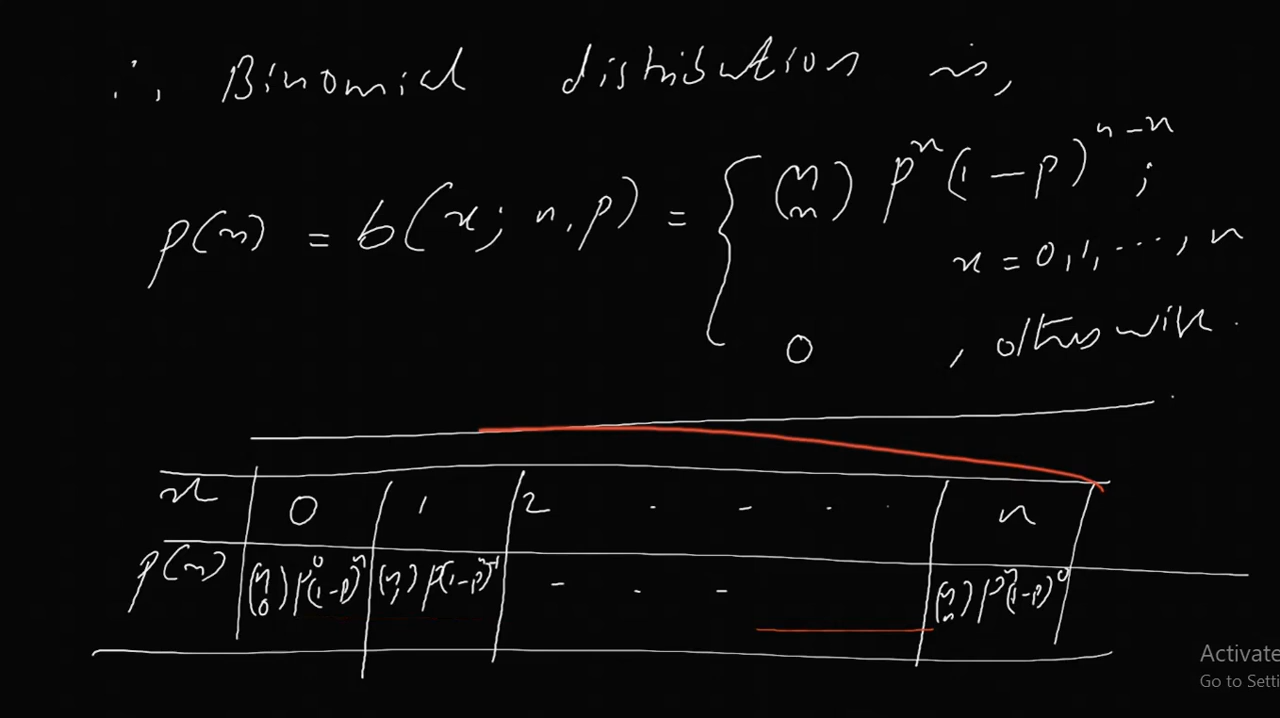 ∴ Binomial distribution is,
p(x) = b(x; n, p) = { (n x) p^x (1-p)^{n-x} ;
x = 0, 1, ..., n
0 , otherwise.
x | 0 | 1 | 2 . - . . | n
p(x) | (n 0) p^0 (1-p)^n | (n 1) p (1-p)^{n-1} | - . - | (n n) p^n (1-p)^0
Activate
Go to Setti